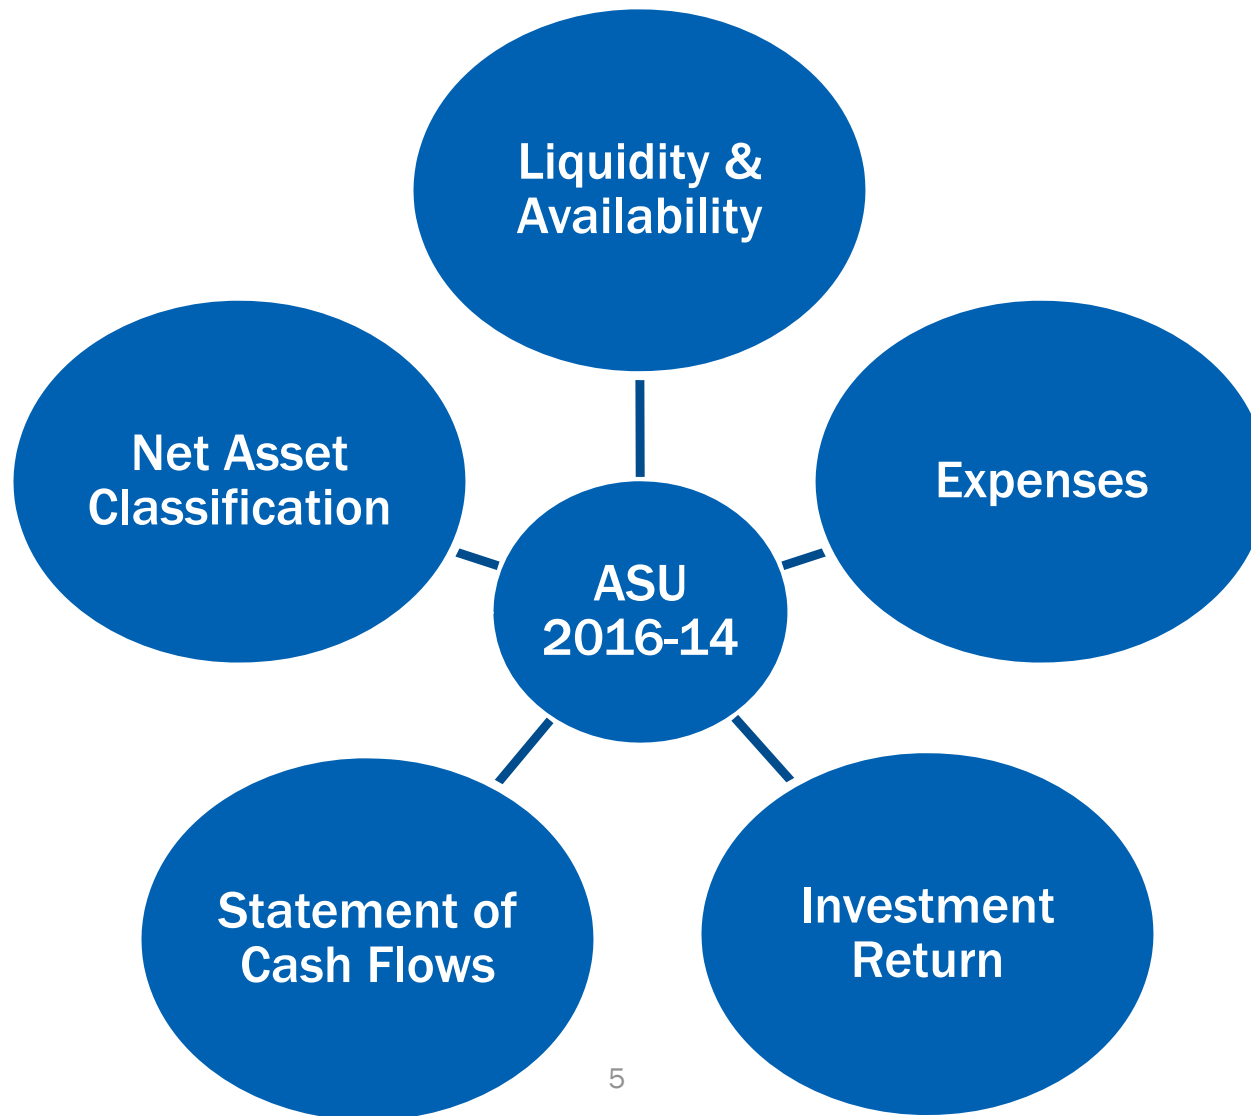 Liquidity &
Availability
Net Asset
Classification
Expenses
ASU
2016-14
Statement of
Cash Flows
Investment
Return
5